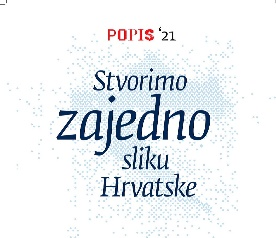 POPIS ‘21
Stvorimo
zajedno
sliku
Hrvatske